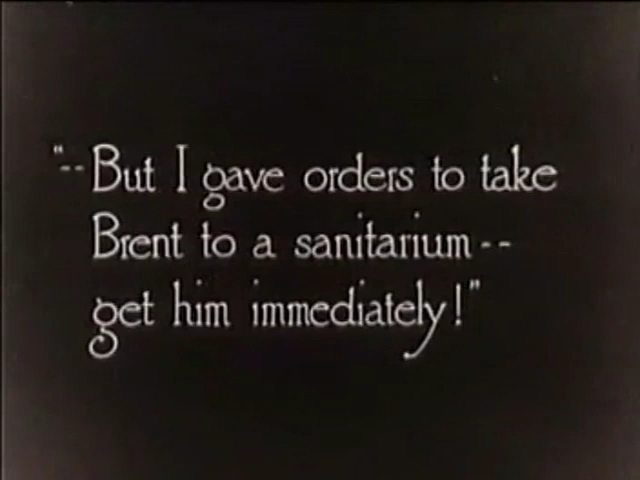 "-- But I gave orders to take
Brent to a sanitarium --
get him immediately!"